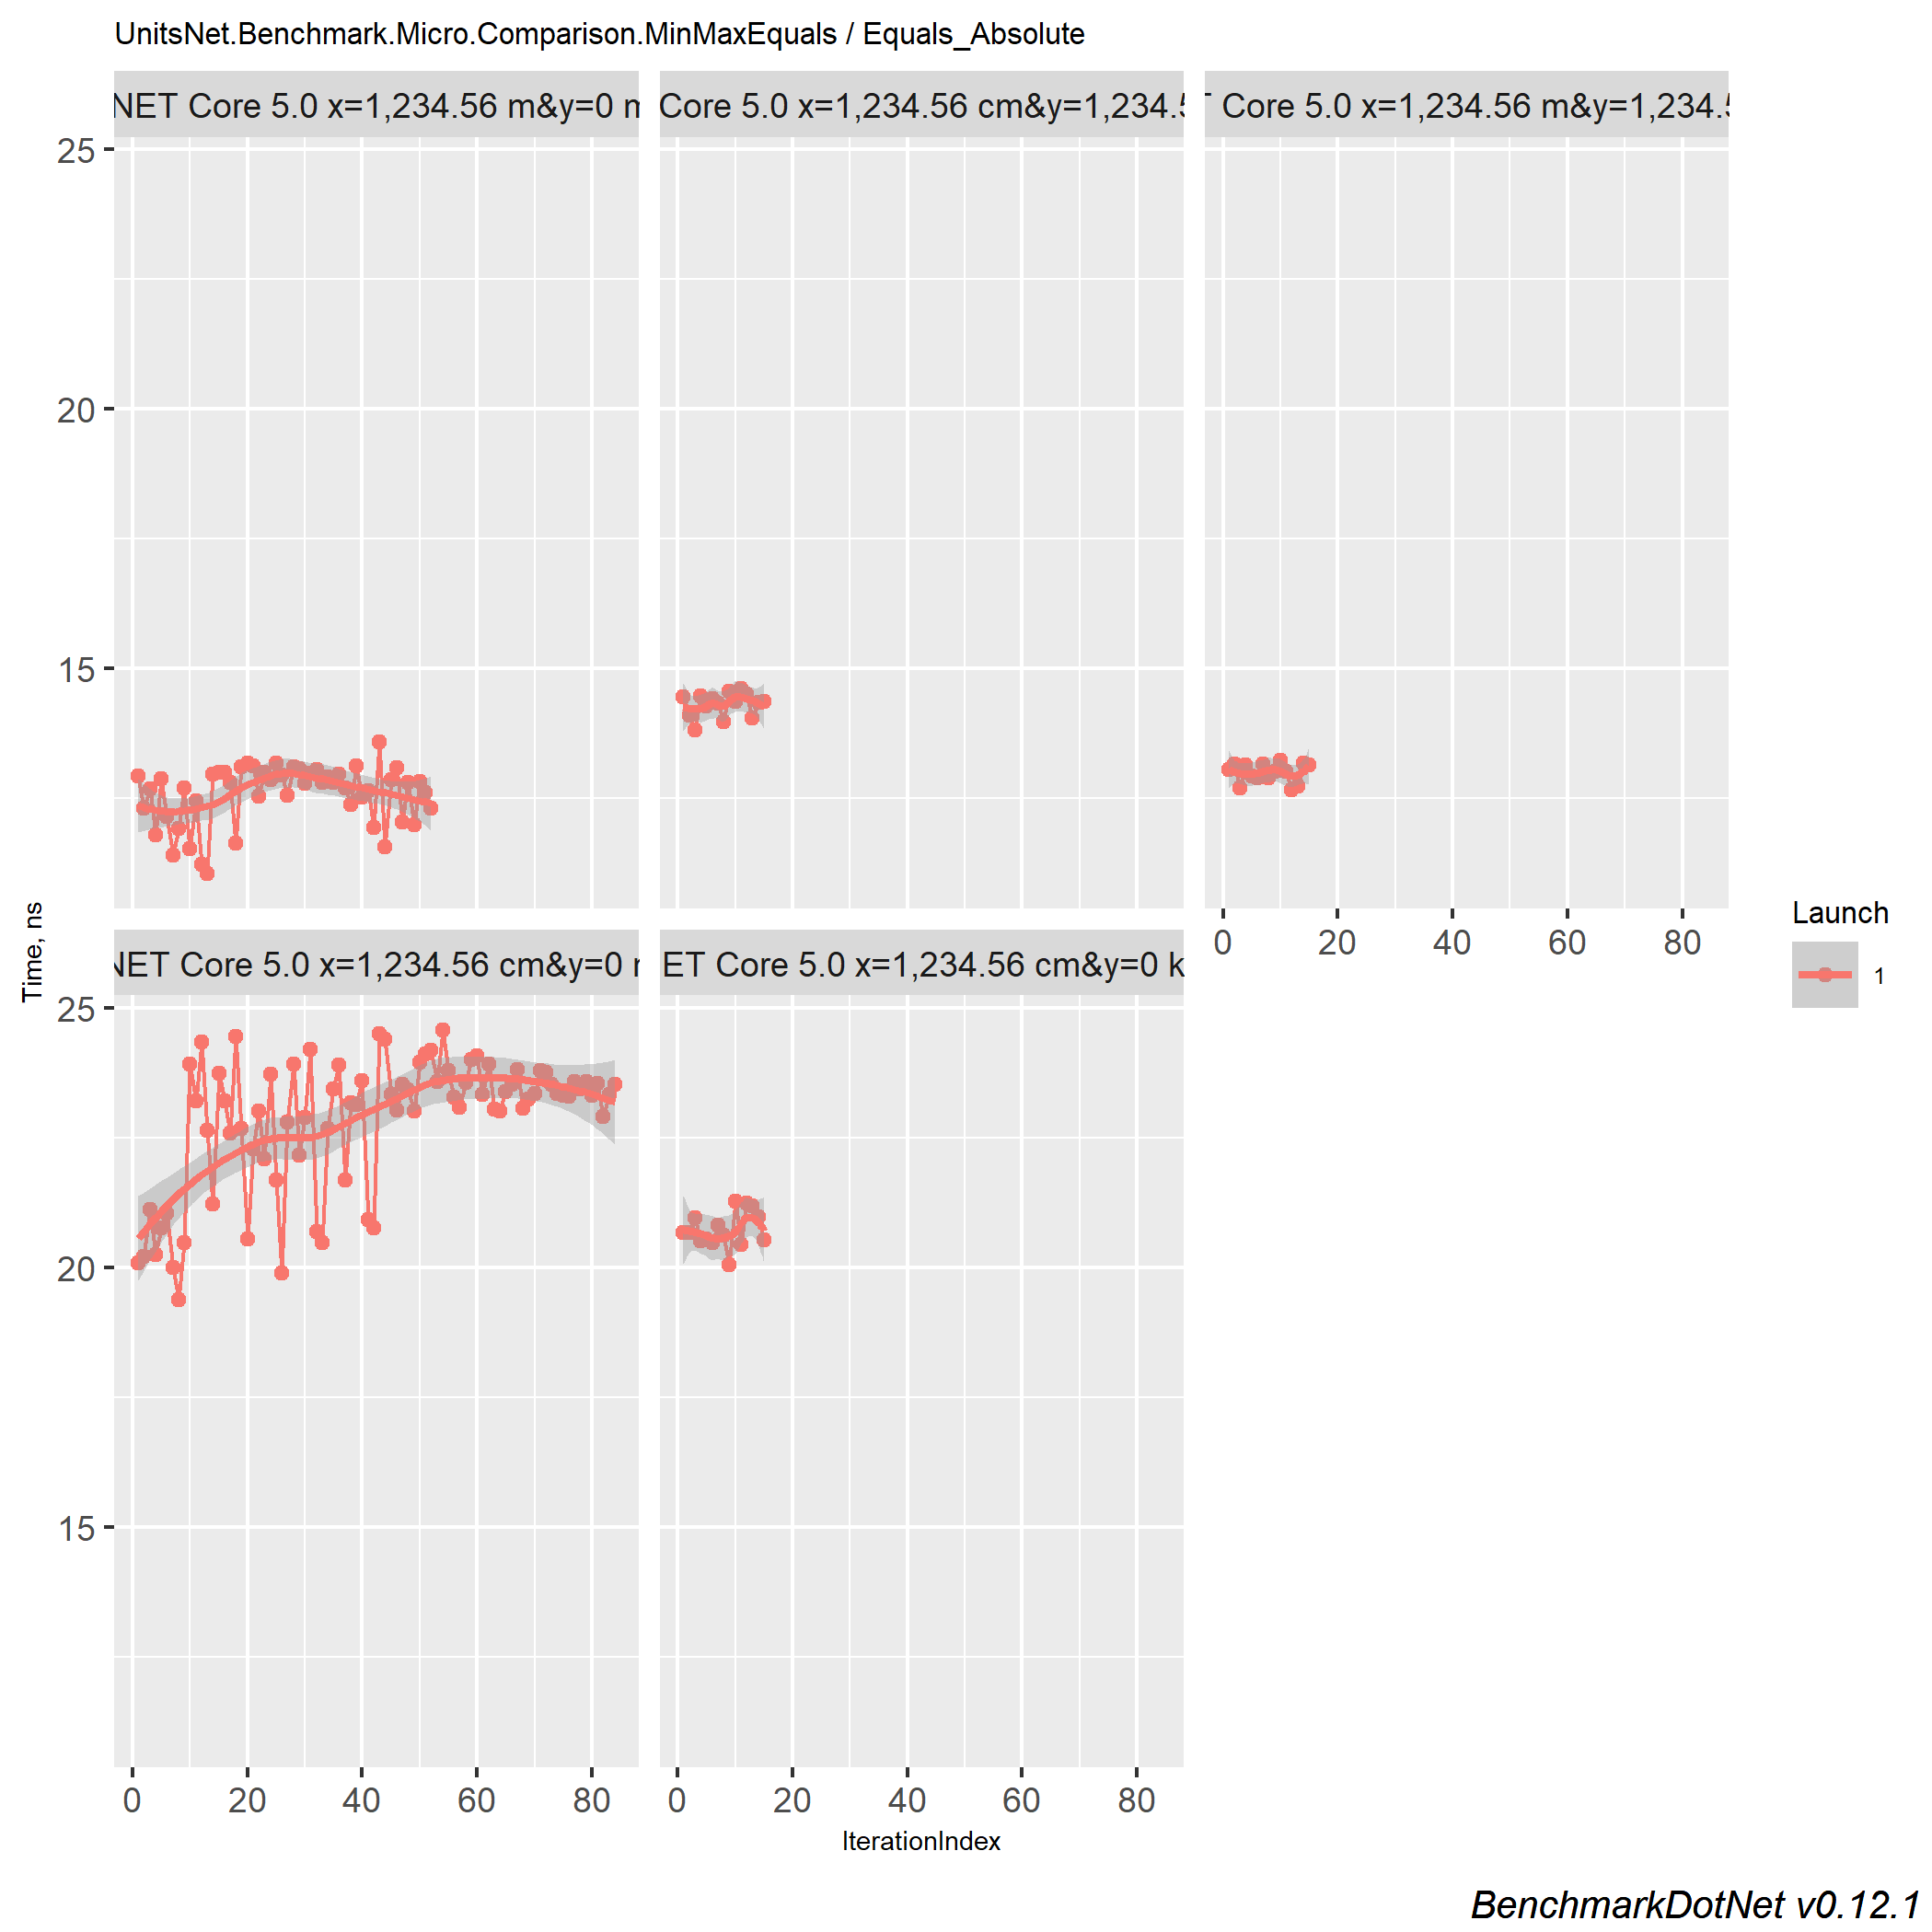 UnitsNet.Benchmark.Micro.Comparison.MinMaxEquals / Equals_Absolute
NET Core 5.0 x=1,234.56 m&y=0 m
Core 5.0 x=1,234.56 cm&y=1,234.5
Core 5.0 x=1,234.56 m&y=1,234.5
25
20
15
0 20 40 60 80
NET Core 5.0 x=1,234.56 cm&y=0
ET Core 5.0 x=1,234.56 cm&y=0 k
25
20
15
0 20 40 60 80
0 20 40 60 80
IterationIndex
Time, ns
Launch
1
BenchmarkDotNet v0.12.1